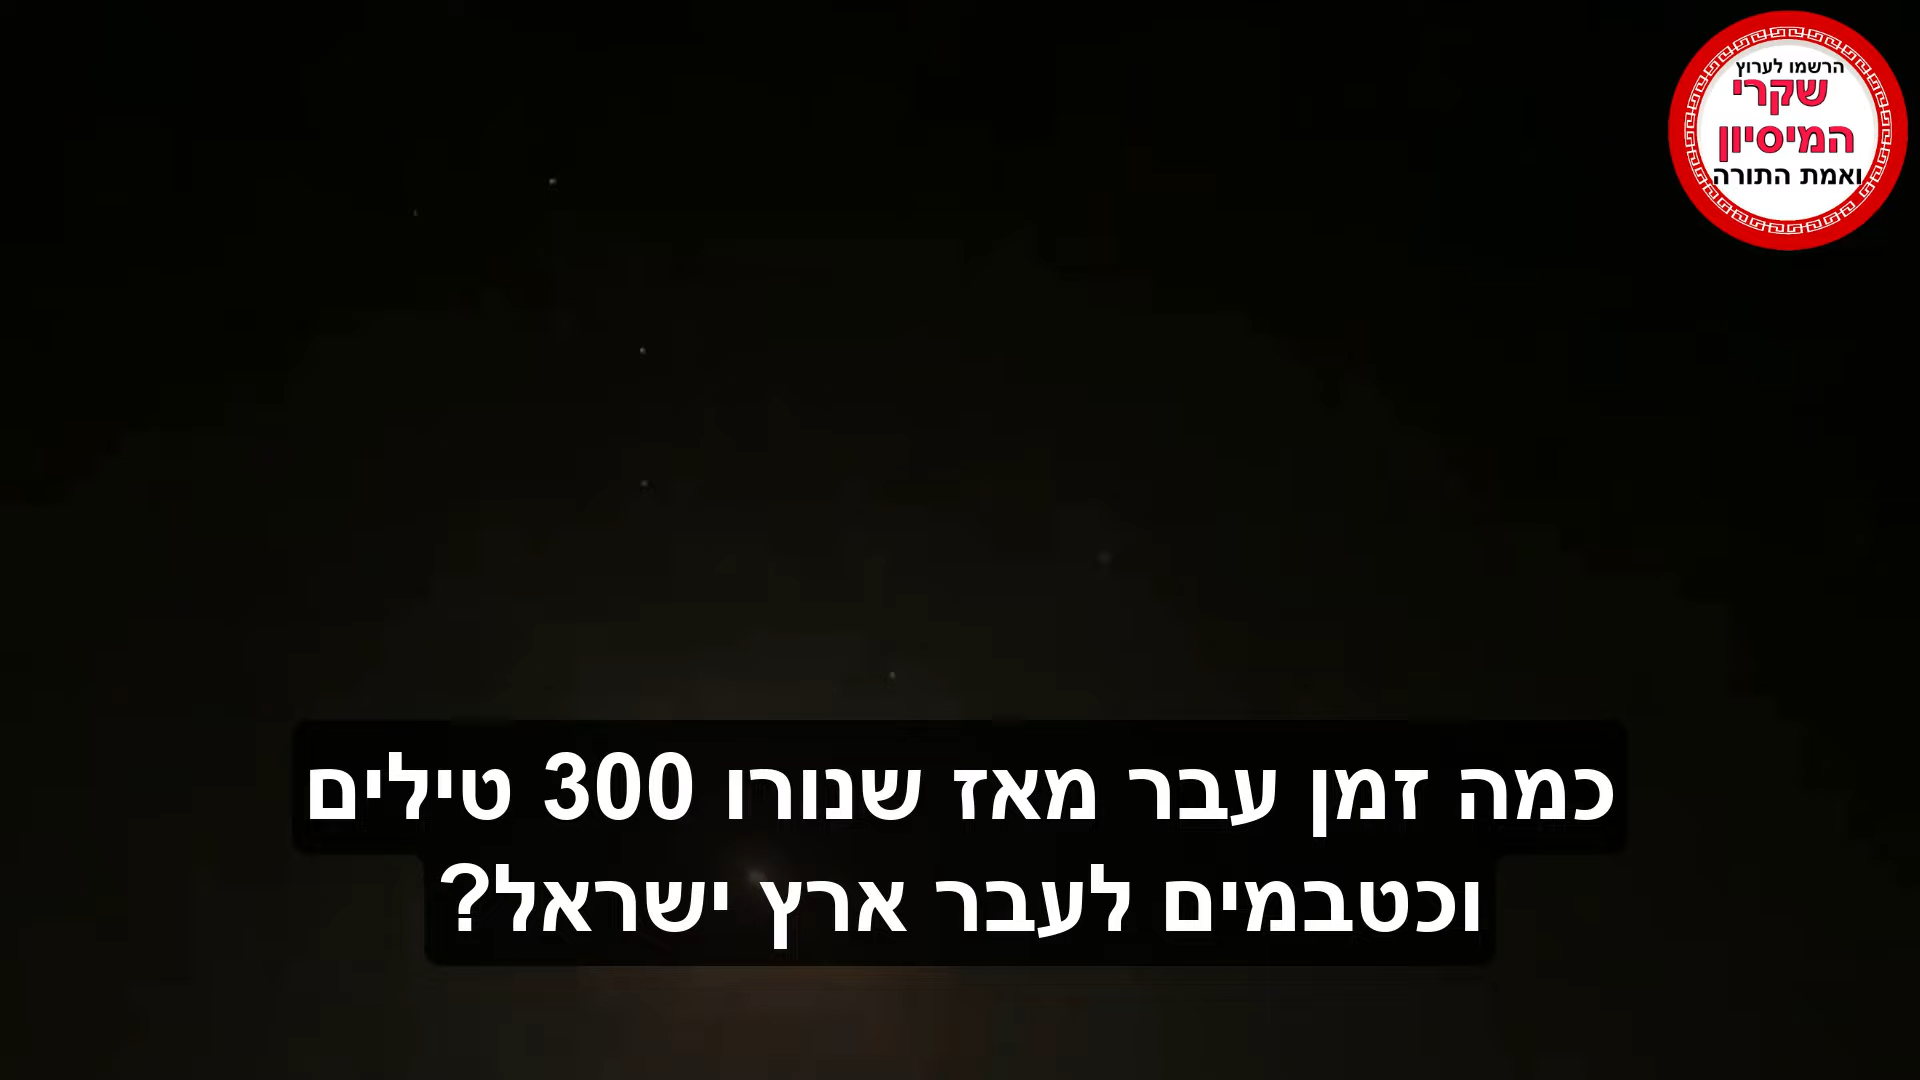 הרשמו לערוץ
שקרי
המיסיון
ואמת התורה
כמה זמן עבר מאז שנורו 300 טילים
וכטבמים לעבר ארץ ישראל?